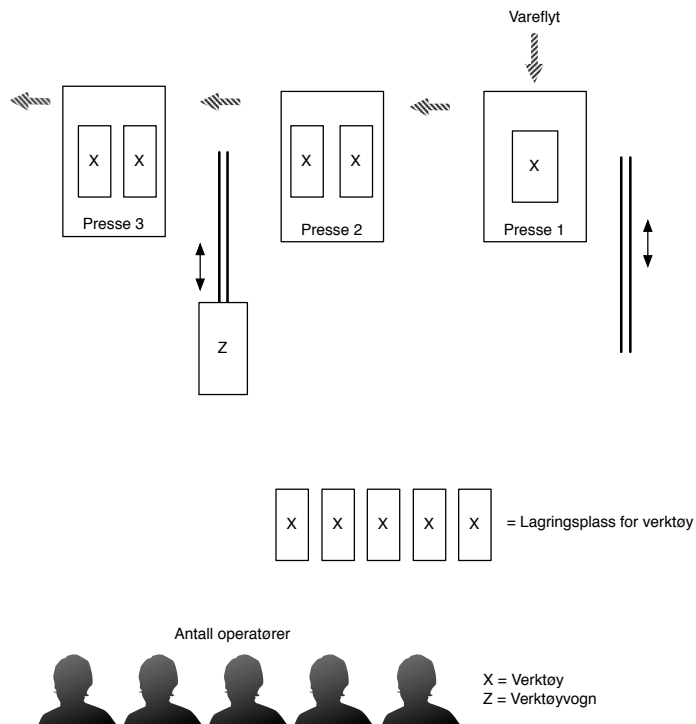 Vareflyt
X X
X X
X
Presse 3
Presse 2
Presse 1
Z
X X X X X = Lagringsplass for verktøy
Antall operatører
X = Verktøy
Z = Verktøyvogn